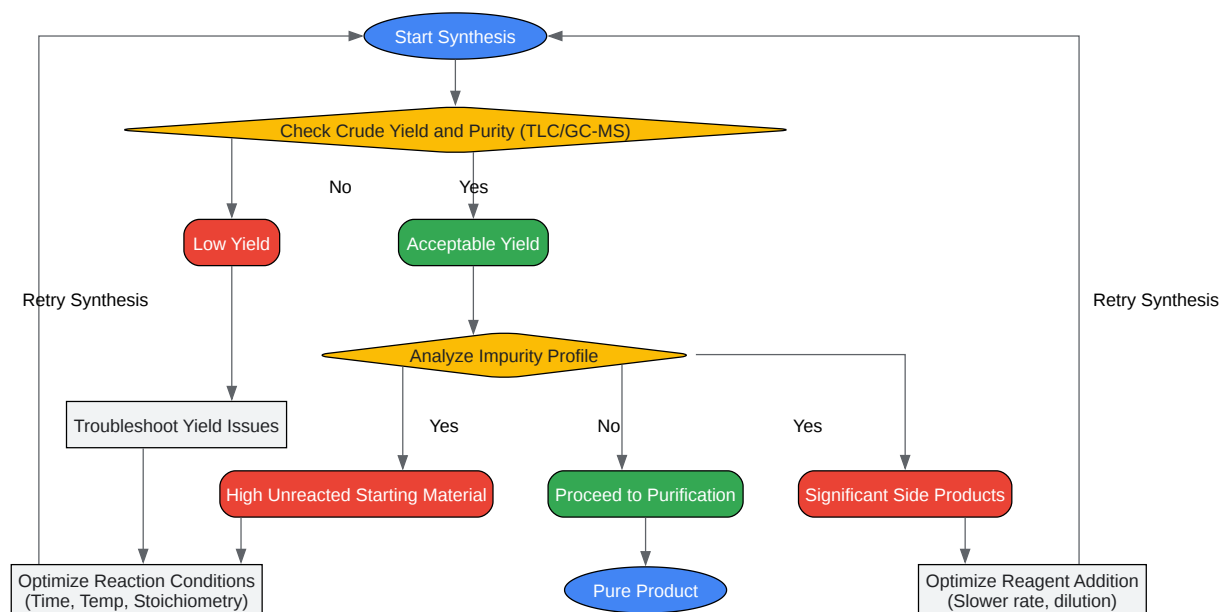 Start Synthesis
Check Crude Yield and Purity (TLC/GC-MS)
No
Yes
Low Yield
Acceptable Yield
Retry Synthesis
Retry Synthesis
Analyze Impurity Profile
Troubleshoot Yield Issues
Yes
No
Yes
High Unreacted Starting Material
Proceed to Purification
Significant Side Products
Optimize Reaction Conditions
(Time, Temp, Stoichiometry)
Pure Product
Optimize Reagent Addition
(Slower rate, dilution)